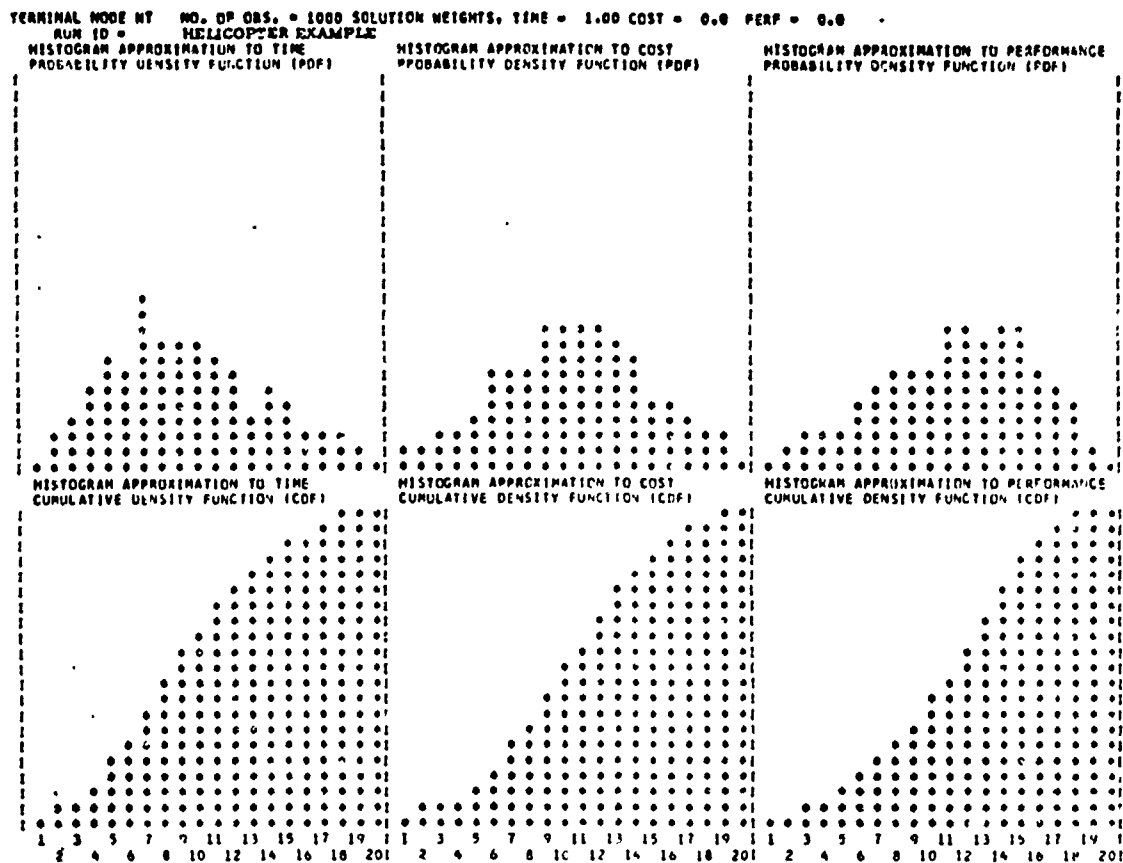 TERMINAL NODE NT NO. OF OBS. = 1000 SOLUTION WEIGHTS, TIME = 1.00 COST = 0.0 PERF = 0.0
RUN ID = HELICOPTER EXAMPLE
HISTOGRAM APPROXIMATION TO TIME
PROBABILITY DENSITY FUNCTION (PDF)
HISTOGRAM APPROXIMATION TO COST
PROBABILITY DENSITY FUNCTION (PDF)
HISTOGRAM APPROXIMATION TO PERFORMANCE
PROBABILITY DENSITY FUNCTION (PDF)
HISTOGRAM APPROXIMATION TO TIME
CUMULATIVE DENSITY FUNCTION (CDF)
HISTOGRAM APPROXIMATION TO COST
CUMULATIVE DENSITY FUNCTION (CDF)
HISTOGRAM APPROXIMATION TO PERFORMANCE
CUMULATIVE DENSITY FUNCTION (CDF)
1 3 5 7 9 11 13 15 17 19
2 4 6 8 10 12 14 16 18 20
1 3 5 7 9 11 13 15 17 19
2 4 6 8 10 12 14 16 18 20
1 3 5 7 9 11 13 15 17 19
2 4 6 8 10 12 14 16 18 20